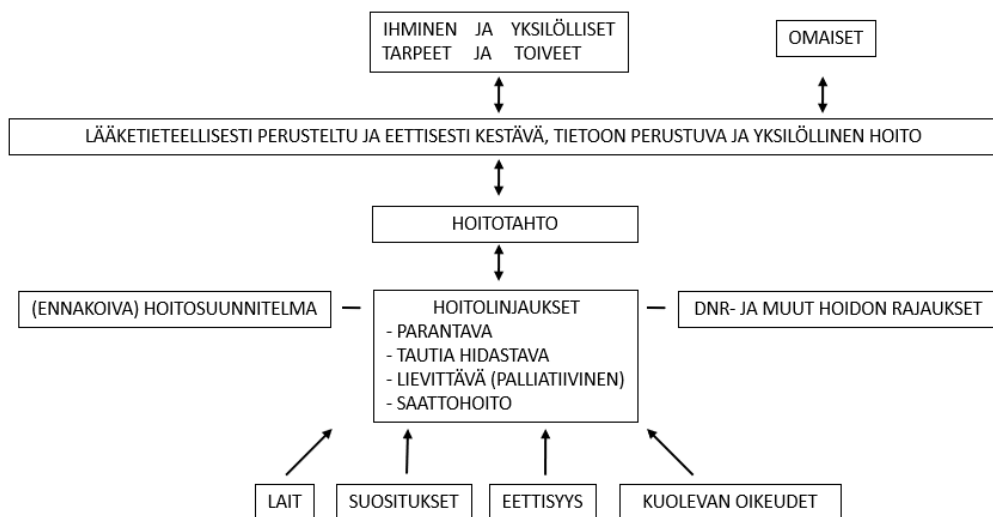 IHMINEN JA YKSILÖLLISET
TARPEET JA TOIVEET
OMAISET
LÄÄKETIETEELLISESTI PERUSTELTU JA EETTISESTI KESTÄVÄ, TIETOON PERUSTUVA JA YKSILÖLLINEN HOITO
HOITOTAHTO
(ENNAKOIVA) HOITOSUUNNITELMA
HOITOLINJAUKSET
- PARANTAVA
- TAUTIA HIDASTAVA
- LIEVITTÄVÄ (PALLIATIIVINEN)
- SAATTOHOITO
DNR- JA MUUT HOIDON RAJAUKSET
LAIT
SUOSITUKSET
EETTISYYS
KUOLEVAN OIKEUDET